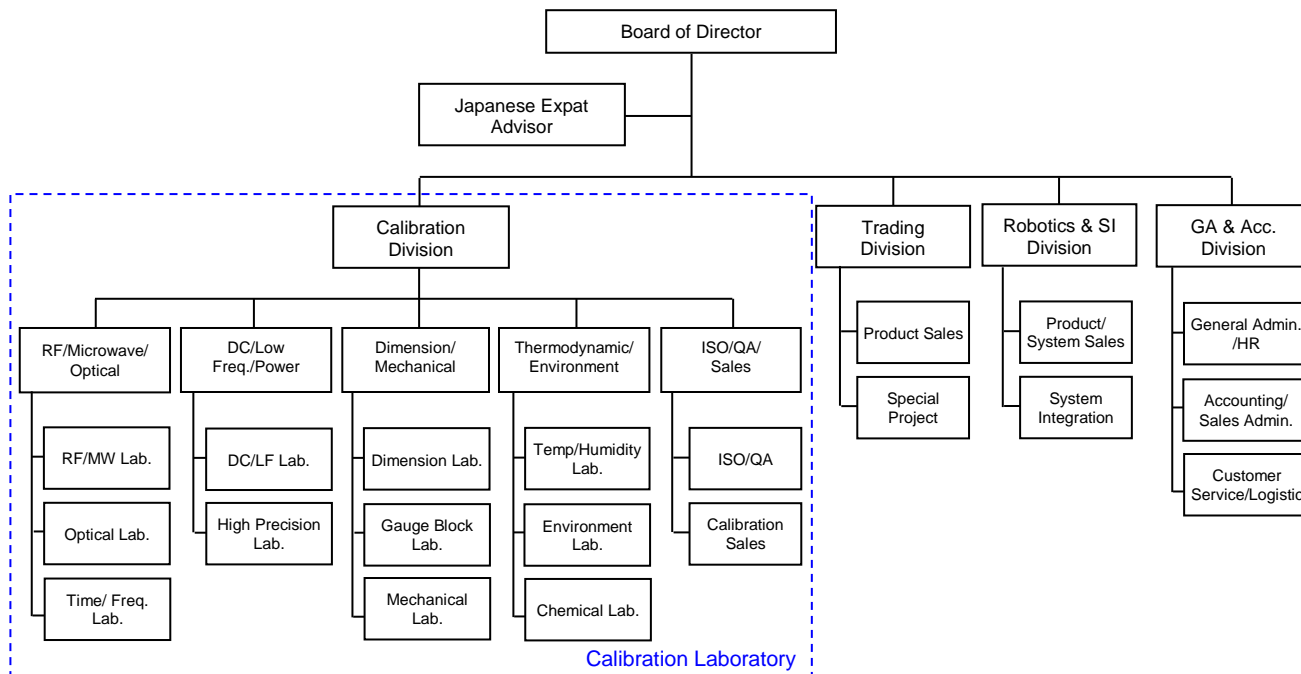 Board of Director
Japanese Expat
Advisor
Calibration
Division
Trading
Division
Robotics & SI
Division
GA & Acc.
Division
RF/Microwave/
Optical
DC/Low
Freq./Power
Dimension/
Mechanical
Thermodynamic/
Environment
ISO/QA/
Sales
Product Sales
Product/
System Sales
General Admin.
/HR
Special
Project
System
Integration
Accounting/
Sales Admin.
RF/MW Lab.
DC/LF Lab.
Dimension Lab.
Temp/Humidity
Lab.
ISO/QA
Customer
Service/Logistic
Optical Lab.
High Precision
Lab.
Gauge Block
Lab.
Environment
Lab.
Calibration
Sales
Time/ Freq.
Lab.
Mechanical
Lab.
Chemical Lab.
Calibration Laboratory